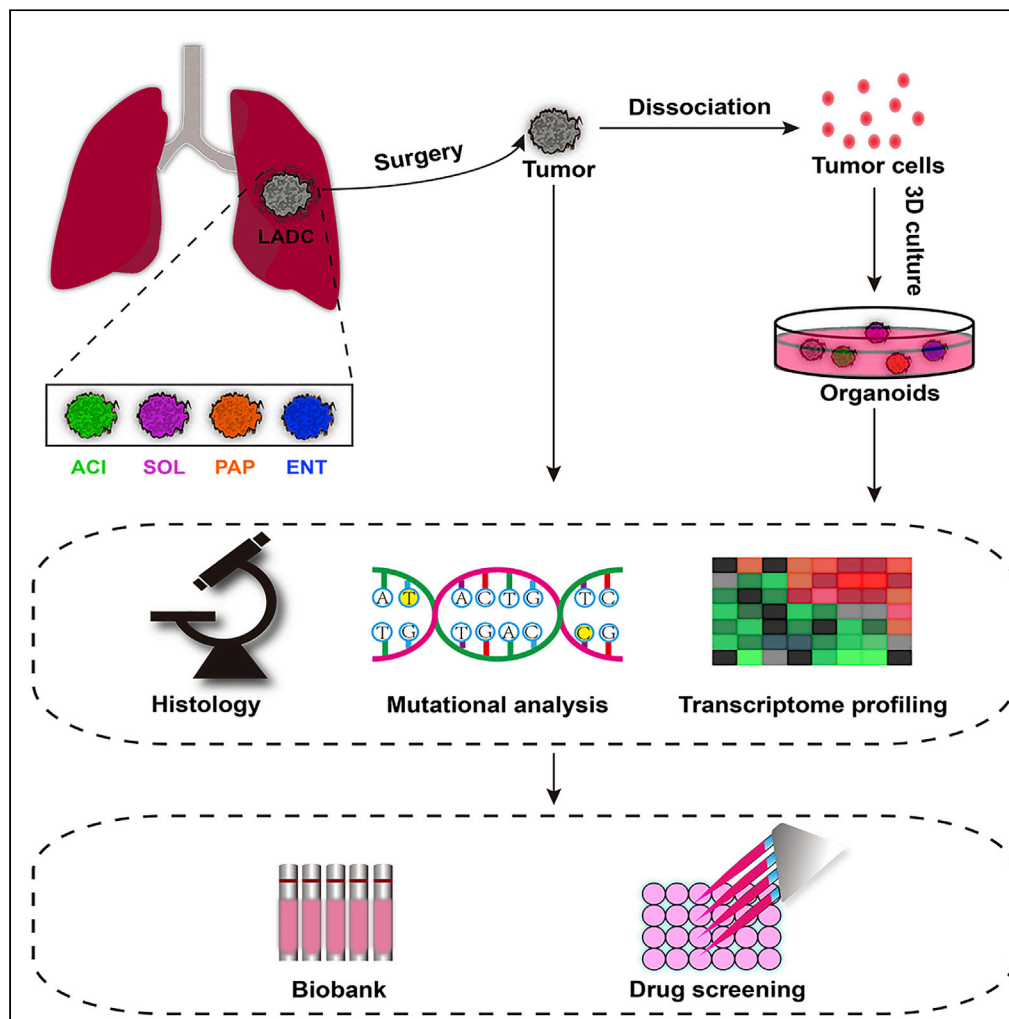 Surgery
Dissociation
Tumor
Tumor cells
LADC
3D culture
Organoids
ACI SOL PAP ENT
A T A C T G T C
T G T G A C C G
Histology
Mutational analysis
Transcriptome profiling
Biobank
Drug screening